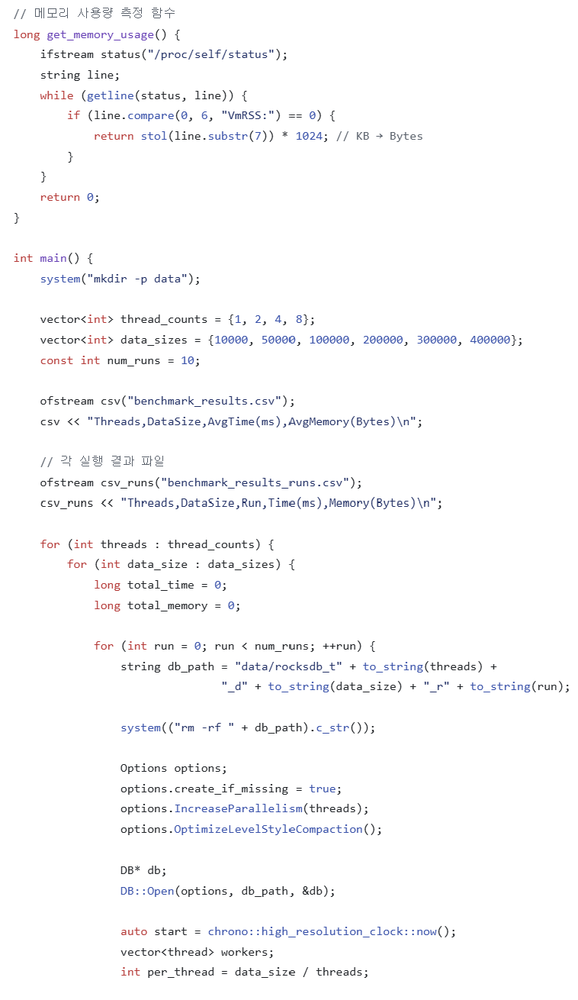 // 메모리 사용량 측정 함수
long get_memory_usage() {
    ifstream status("/proc/self/status");
    string line;
    while (getline(status, line)) {
        if (line.compare(0, 6, "VmRSS:") == 0) {
            return stol(line.substr(7)) * 1024; // KB → Bytes
        }
    }
    return 0;
}

int main() {
    system("mkdir -p data");

    vector<int> thread_counts = {1, 2, 4, 8};
    vector<int> data_sizes = {10000, 50000, 100000, 200000, 300000, 400000};
    const int num_runs = 10;

    ofstream csv("benchmark_results.csv");
    csv << "Threads,DataSize,AvgTime(ms),AvgMemory(Bytes)\n";

    // 각 실행 결과 파일
    ofstream csv_runs("benchmark_results_runs.csv");
    csv_runs << "Threads,DataSize,Run,Time(ms),Memory(Bytes)\n";

    for (int threads : thread_counts) {
        for (int data_size : data_sizes) {
            long total_time = 0;
            long total_memory = 0;

            for (int run = 0; run < num_runs; ++run) {
                string db_path = "data/rocksdb_t" + to_string(threads) +
                               "_d" + to_string(data_size) + "_r" + to_string(run);

                system(("rm -rf " + db_path).c_str());

                Options options;
                options.create_if_missing = true;
                options.IncreaseParallelism(threads);
                options.OptimizeLevelStyleCompaction();

                DB* db;
                DB::Open(options, db_path, &db);

                auto start = chrono::high_resolution_clock::now();
                vector<thread> workers;
                int per_thread = data_size / threads;